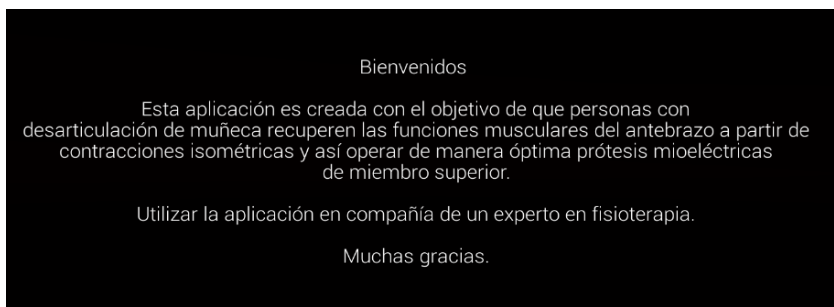 Bienvenidos
Esta aplicación es creada con el objetivo de que personas con
desarticulación de muñeca recuperen las funciones musculares del antebrazo a partir de
contracciones isométricas y así operar de manera óptima prótesis mioeléctricas
de miembro superior.
Utilizar la aplicación en compañía de un experto en fisioterapia.
Muchas gracias.